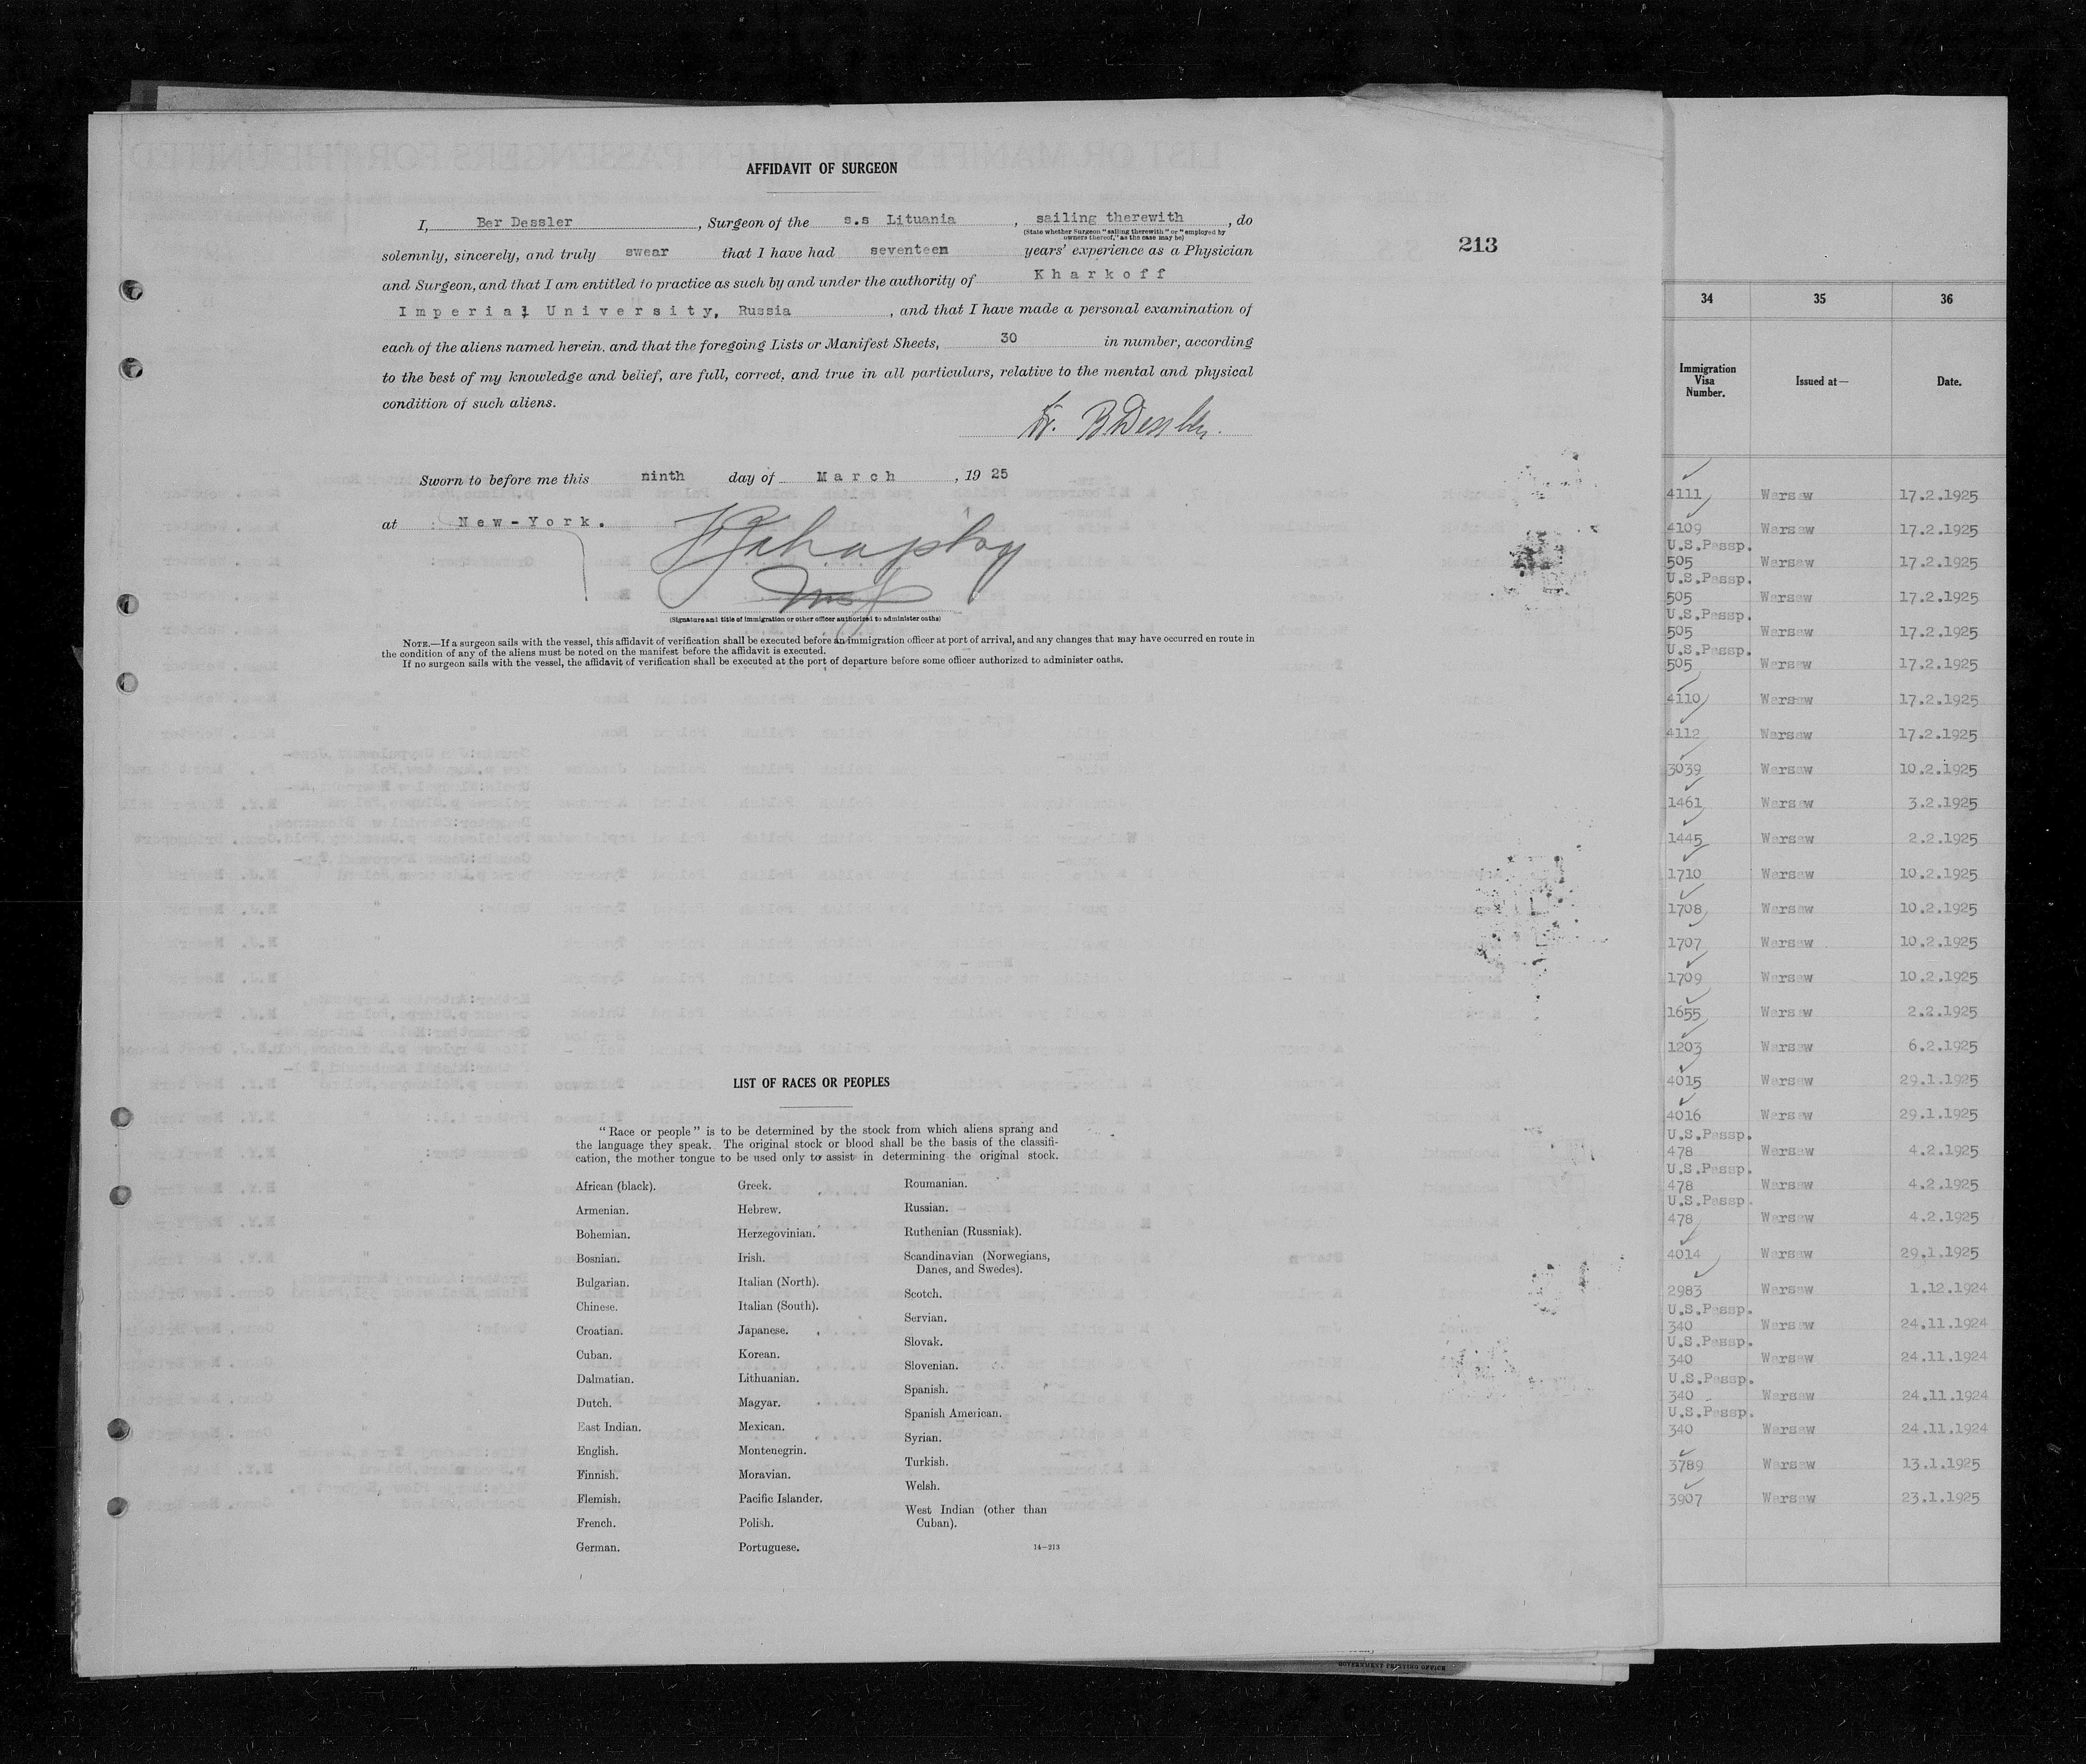 AFFIDAVIT OF SURGEON
I, Ber Dessler, Surgeon of the s.s Lituania, sailing therewith, do
(State whether Surgeon "sailing therewith" or "employed by
owners thereof," as the case may be)
213
solemnly, sincerely, and truly swear that I have had seventeen years' experience as a Physician
and Surgeon, and that I am entitled to practice as such by and under the authority of Kharkoff
Imperial University, Russia, and that I have made a personal examination of
each of the aliens named herein, and that the foregoing Lists or Manifest Sheets, 30 in number, according
to the best of my knowledge and belief, are full, correct, and true in all particulars, relative to the mental and physical
condition of such aliens.
Dr. B Dessler.
Sworn to before me this ninth day of March, 1925
at New-York.
(Signature and title of immigration or other officer authorized to administer oaths)
NOTE.—If a surgeon sails with the vessel, this affidavit of verification shall be executed before an immigration officer at port of arrival, and any changes that may have occurred en route in
the condition of any of the aliens must be noted on the manifest before the affidavit is executed.
If no surgeon sails with the vessel, the affidavit of verification shall be executed at the port of departure before some officer authorized to administer oaths.
LIST OF RACES OR PEOPLES
"Race or people" is to be determined by the stock from which aliens sprang and
the language they speak. The original stock or blood shall be the basis of the classifi-
cation, the mother tongue to be used only to assist in determining the original stock.
African (black).
Armenian.
Bohemian.
Bosnian.
Bulgarian.
Chinese.
Croatian.
Cuban.
Dalmatian.
Dutch.
East Indian.
English.
Finnish.
Flemish.
French.
German.
Greek.
Hebrew.
Herzegovinian.
Irish.
Italian (North).
Italian (South).
Japanese.
Korean.
Lithuanian.
Magyar.
Mexican.
Montenegrin.
Moravian.
Pacific Islander.
Polish.
Portuguese.
Roumanian.
Russian.
Ruthenian (Russniak).
Scandinavian (Norwegians,
Danes, and Swedes).
Scotch.
Servian.
Slovak.
Slovenian.
Spanish.
Spanish American.
Syrian.
Turkish.
Welsh.
West Indian (other than
Cuban).
14—213
GOVERNMENT PRINTING OFFICE
34 35 36
Immigration
Visa
Number.
Issued at—
Date.
4111 Warsaw 17.2.1925
4109 Warsaw 17.2.1925
U.S.Passp.
505 Warsaw 17.2.1925
U.S.Passp.
505 Warsaw 17.2.1925
U.S.Passp.
505 Warsaw 17.2.1925
U.S.Passp.
505 Warsaw 17.2.1925
4110 Warsaw 17.2.1925
4112 Warsaw 17.2.1925
3039 Warsaw 10.2.1925
1461 Warsaw 3.2.1925
1445 Warsaw 2.2.1925
1710 Warsaw 10.2.1925
1708 Warsaw 10.2.1925
1707 Warsaw 10.2.1925
1709 Warsaw 10.2.1925
1655 Warsaw 2.2.1925
1203 Warsaw 6.2.1925
4015 Warsaw 29.1.1925
4016 Warsaw 29.1.1925
U.S.Passp.
478 Warsaw 4.2.1925
U.S.Passp.
478 Warsaw 4.2.1925
U.S.Passp.
478 Warsaw 4.2.1925
4014 Warsaw 29.1.1925
2983 Warsaw 1.12.1924
U.S.Passp.
340 Warsaw 24.11.1924
U.S.Passp.
340 Warsaw 24.11.1924
U.S.Passp.
340 Warsaw 24.11.1924
U.S.Passp.
340 Warsaw 24.11.1924
3789 Warsaw 13.1.1925
3907 Warsaw 23.1.1925